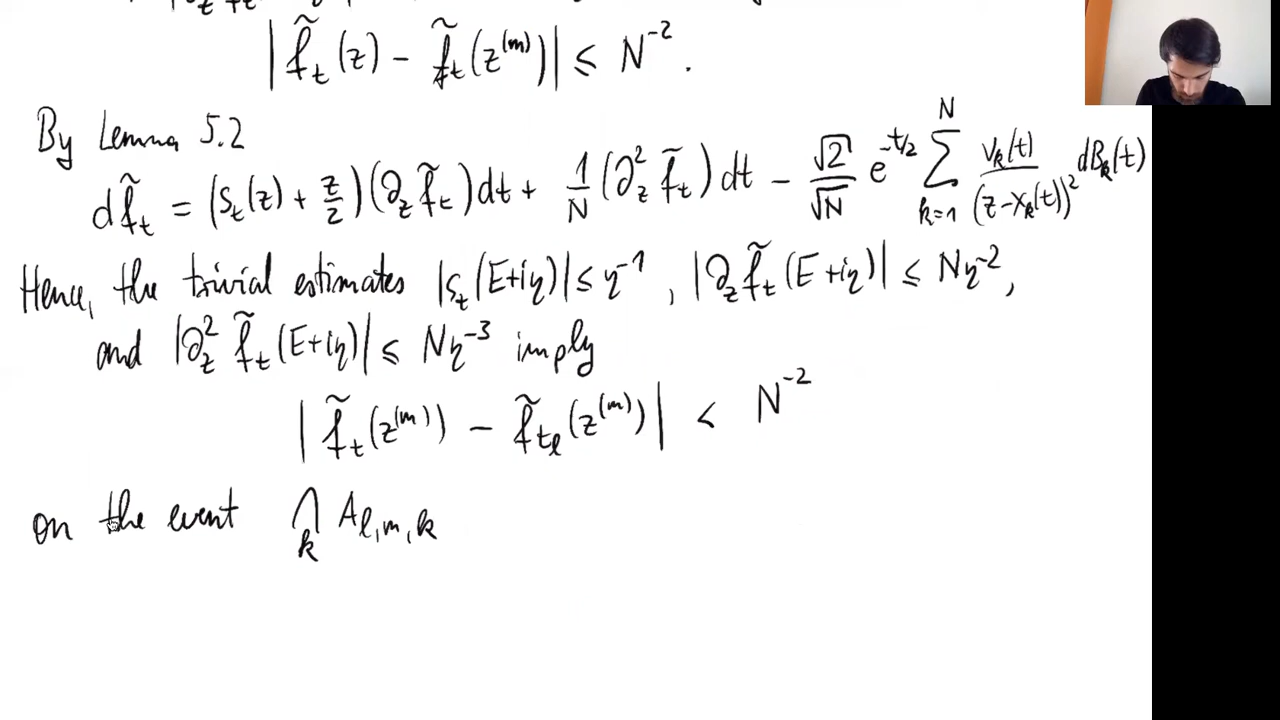 |f̃_t(z) − f̃_t(z^(m))| ≤ N^{-2}.
By Lemma 5.2
df̃_t = (S_t(z) + z/2)(∂_z f̃_t)dt + 1/N (∂_z^2 f̃_t) dt − √2/√N e^{-t/2} ∑_{k=1}^N v_k(t)/(z−x_k(t))^2 dB_k(t)
Hence, the trivial estimates |S_t(E+iη)| ≤ η^{-1}, |∂_z f̃_t(E+iη)| ≤ Nη^{-2},
and |∂_z^2 f̃_t(E+iη)| ≤ Nη^{-3} imply
|f̃_t(z^(m)) − f̃_{t_ℓ}(z^(m))| < N^{-2}
on the event ⋂_k A_{ℓ,m,k}